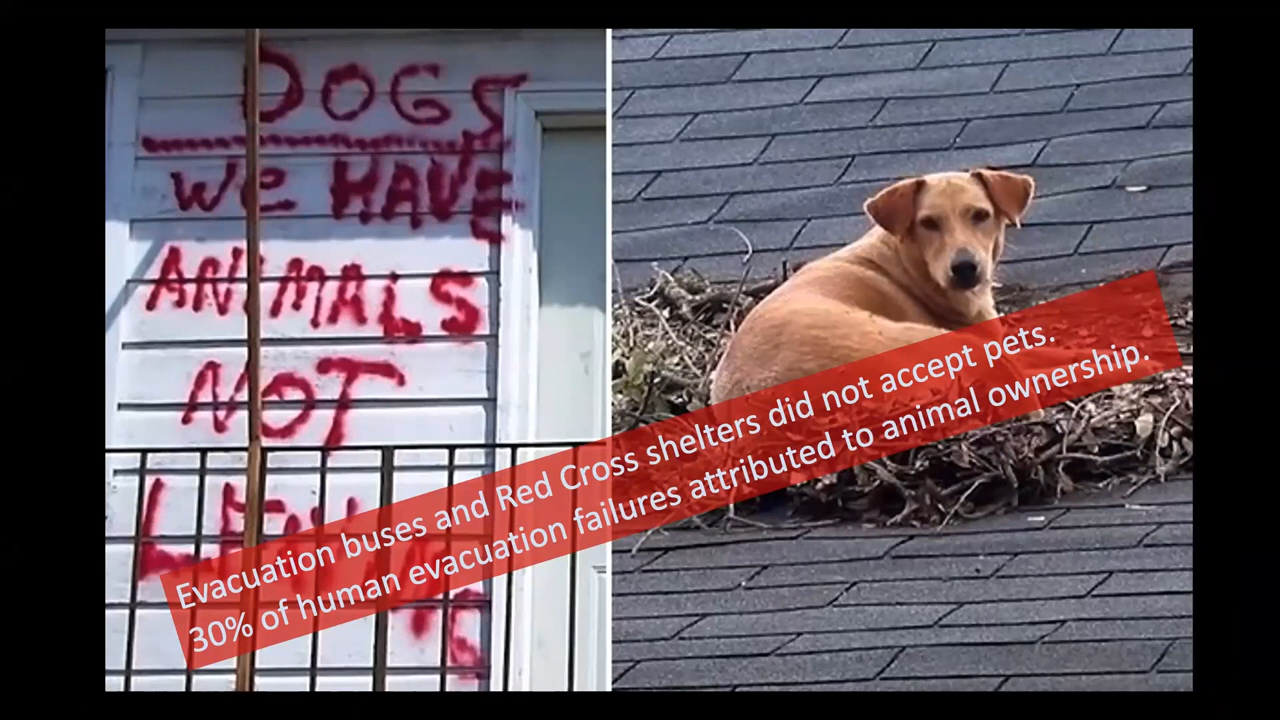 DOGS
WE HAVE
ANIMALS
NOT
Evacuation buses and Red Cross shelters did not accept pets.
30% of human evacuation failures attributed to animal ownership.